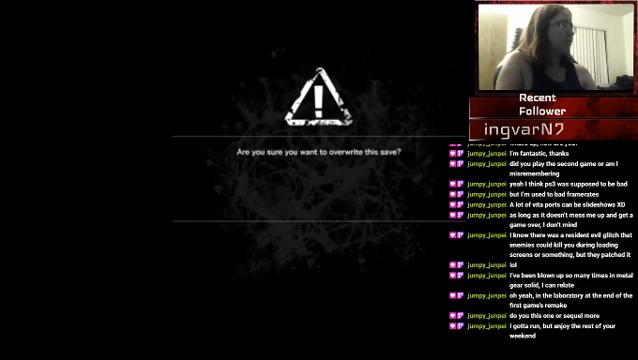 Are you sure you want to overwrite this save?
Recent
Follower
ingvarN7
jumpy_junpei: I'm fantastic, thanks
jumpy_junpei: did you play the second game or am I
misremembering
jumpy_junpei: yeah I think ps3 was supposed to be bad
jumpy_junpei: but I'm used to bad framerates
jumpy_junpei: A lot of vita ports can be slideshows XD
jumpy_junpei: as long as it doesn't mess me up and get a
game over, I don't mind
jumpy_junpei: I know there was a resident evil glitch that
enemies could kill you during loading
screens or something, but they patched it
jumpy_junpei: lol
jumpy_junpei: I've been blown up so many times in metal
gear solid, I can relate
jumpy_junpei: oh yeah, in the laboratory at the end of the
first game's remake
jumpy_junpei: do you this one or sequel more
jumpy_junpei: I gotta run, but enjoy the rest of your
weekend